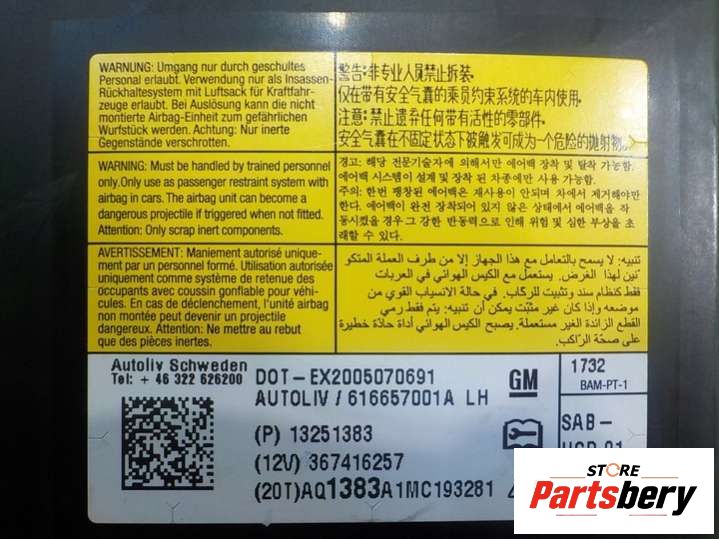 WARNUNG: Umgang nur durch geschultes
Personal erlaubt. Verwendung nur als Insassen-
Rückhaltesystem mit Luftsack für Kraftfahr-
zeuge erlaubt. Bei Auslösung kann die nicht
montierte Airbag-Einheit zum gefährlichen
Wurfstück werden. Achtung: Nur inerte
Gegenstände verschrotten.
警告:非专业人员禁止拆装.
仅在带有安全气囊的乘员约束系统的车内使用.
注意:禁止遗弃任何带有活性的零部件.
安全气囊在不固定状态下被触发可成为一个危险的抛射物.
WARNING: Must be handled by trained personnel
only.Only use as passenger restraint system with
airbag in cars. The airbag unit can become a
dangerous projectile if triggered when not fitted.
Attention: Only scrap inert components.
경고: 해당 전문기술자에 의해서만 에어백 장착 및 탈착 가능함.
에어백 시스템이 설계 및 장착 된 차종에만 사용 가능함.
주의: 한번 팽창된 에어백은 재사용이 안되며 차에서 제거해야만
한다. 에어백이 완전 장착되어 있지 않은 상태에서 에어백을 작
동시켰을 경우 그 강한 반동력으로 인해 위험 및 심한 부상을 초
래할 수 있다.
AVERTISSEMENT: Maniement autorisé unique-
ment par un personnel formé. Utilisation autorisée
uniquement comme système de retenue des
occupants avec coussin gonflable pour véhi-
cules. En cas de déclenchement, l'unité airbag
non montée peut devenir un projectile
dangereux. Attention: Ne mettre au rebut
que des pièces inertes.
تنبيه: لا يسمح بالتعامل مع هذا الجهاز إلا من طرف العملة المتكو
تين لهذا الغرض. يستعمل مع الكيس الهوائي في العربات
فقط كنظام سند وتثبيت للركاب. في حالة الانسياب القوي من
موضعه وإذا كان غير مثبت يمكن أن تنبيه: يتم فقط رمي
القطع الزائدة الغير مستعملة. يصبح الكيس الهوائي أداة حادة خطيرة
على صحة الرّاكب.
Autoliv Schweden
Tel: + 46 322 626200
DOT-EX2005070691
AUTOLIV/616657001A LH
GM
1732
BAM-PT-1
(P) 13251383
(12V) 367416257
(20T)AQ1383A1MC193281
SAB-
STORE
Partsbery